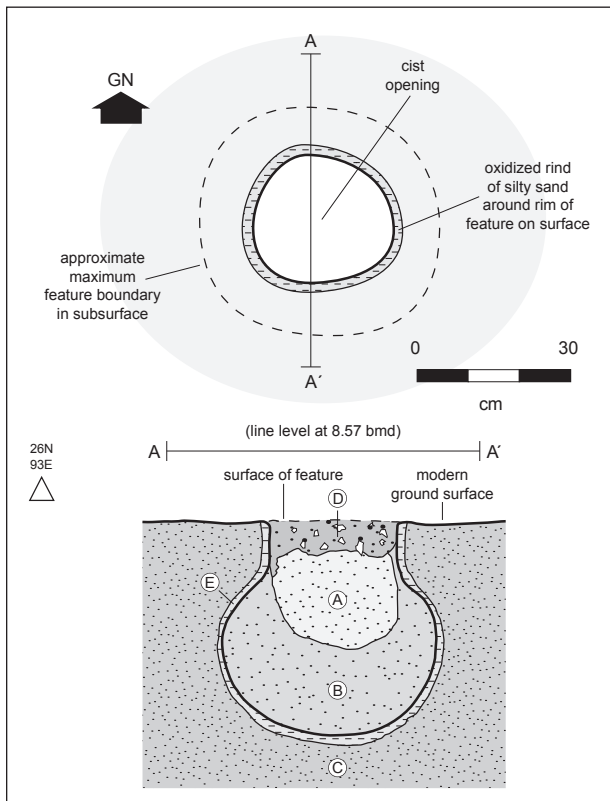 A
GN
cist
opening
oxidized rind
of silty sand
around rim of
feature on surface
approximate
maximum
feature boundary
in subsurface
A´
0
30
cm
(line level at 8.57 bmd)
A
A´
26N
93E
surface of feature
modern
ground surface
D
E
A
B
C